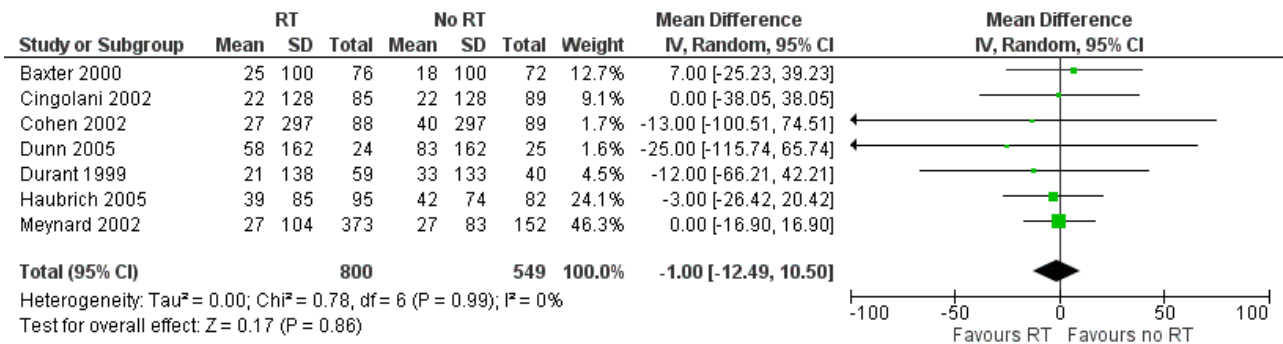 RT No RT Mean Difference Mean Difference
Study or Subgroup Mean SD Total Mean SD Total Weight IV, Random, 95% CI IV, Random, 95% CI
Baxter 2000 25 100 76 18 100 72 12.7% 7.00 [-25.23, 39.23]
Cingolani 2002 22 128 85 22 128 89 9.1% 0.00 [-38.05, 38.05]
Cohen 2002 27 297 88 40 297 89 1.7% -13.00 [-100.51, 74.51]
Dunn 2005 58 162 24 83 162 25 1.6% -25.00 [-115.74, 65.74]
Durant 1999 21 138 59 33 133 40 4.5% -12.00 [-66.21, 42.21]
Haubrich 2005 39 85 95 42 74 82 24.1% -3.00 [-26.42, 20.42]
Meynard 2002 27 104 373 27 83 152 46.3% 0.00 [-16.90, 16.90]
Total (95% CI) 800 549 100.0% -1.00 [-12.49, 10.50]
Heterogeneity: Tau² = 0.00; Chi² = 0.78, df = 6 (P = 0.99); I² = 0%
Test for overall effect: Z = 0.17 (P = 0.86)
-100 -50 0 50 100
Favours RT Favours no RT